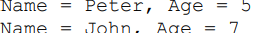 Name = Peter, Age = 5
Name = John, Age = 7